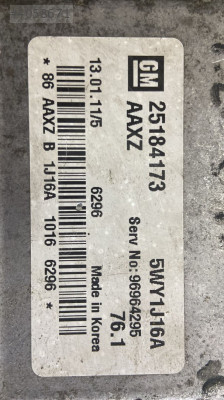 GM
25184173 5WY1J16A
AAXZ Serv No:96964295
76.1
13.01.11/5 6296 Made in Korea
* 86 AAXZ B 1J16A 1016 6296 *